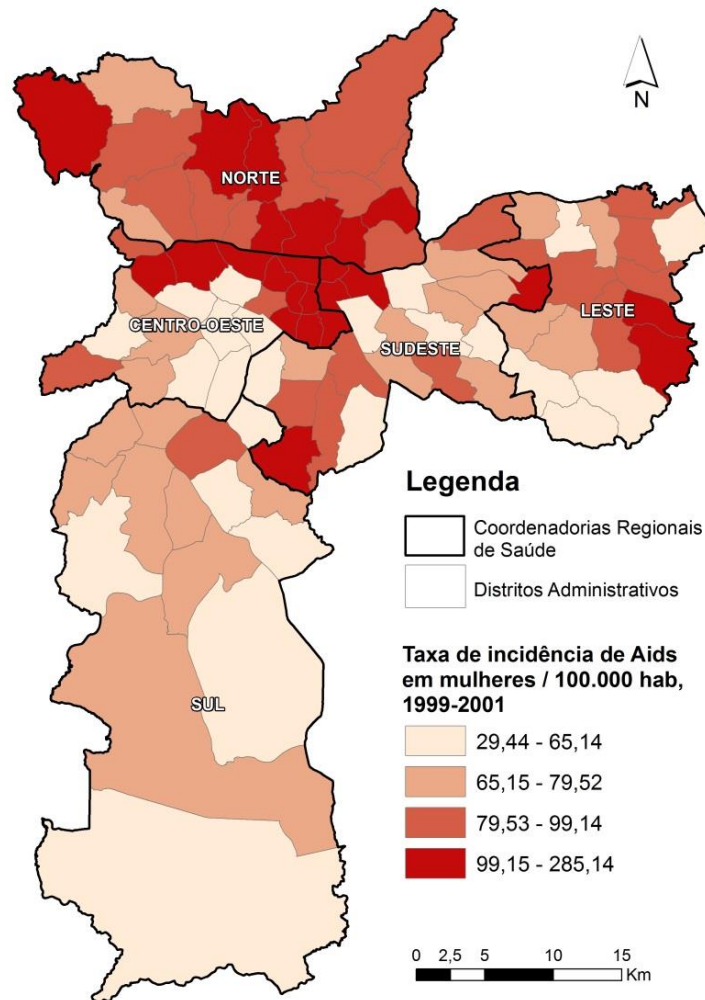 N
NORTE
CENTRO-OESTE
SUDESTE
LESTE
SUL
Legenda
Coordenadorias Regionais
de Saúde
Distritos Administrativos
Taxa de incidência de Aids
em mulheres / 100.000 hab,
1999-2001
29,44 - 65,14
65,15 - 79,52
79,53 - 99,14
99,15 - 285,14
0 2,5 5 10 15
Km